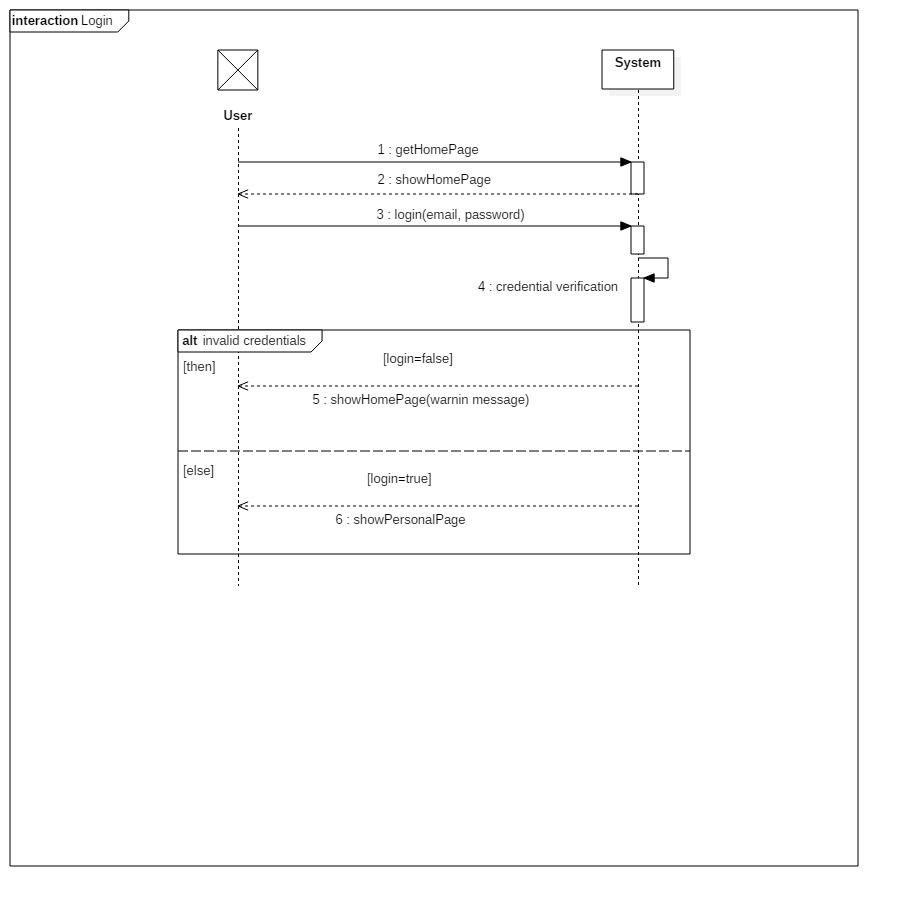 interaction Login
System
User
1 : getHomePage
2 : showHomePage
3 : login(email, password)
4 : credential verification
alt invalid credentials
[login=false]
[then]
5 : showHomePage(warnin message)
[else]
[login=true]
6 : showPersonalPage